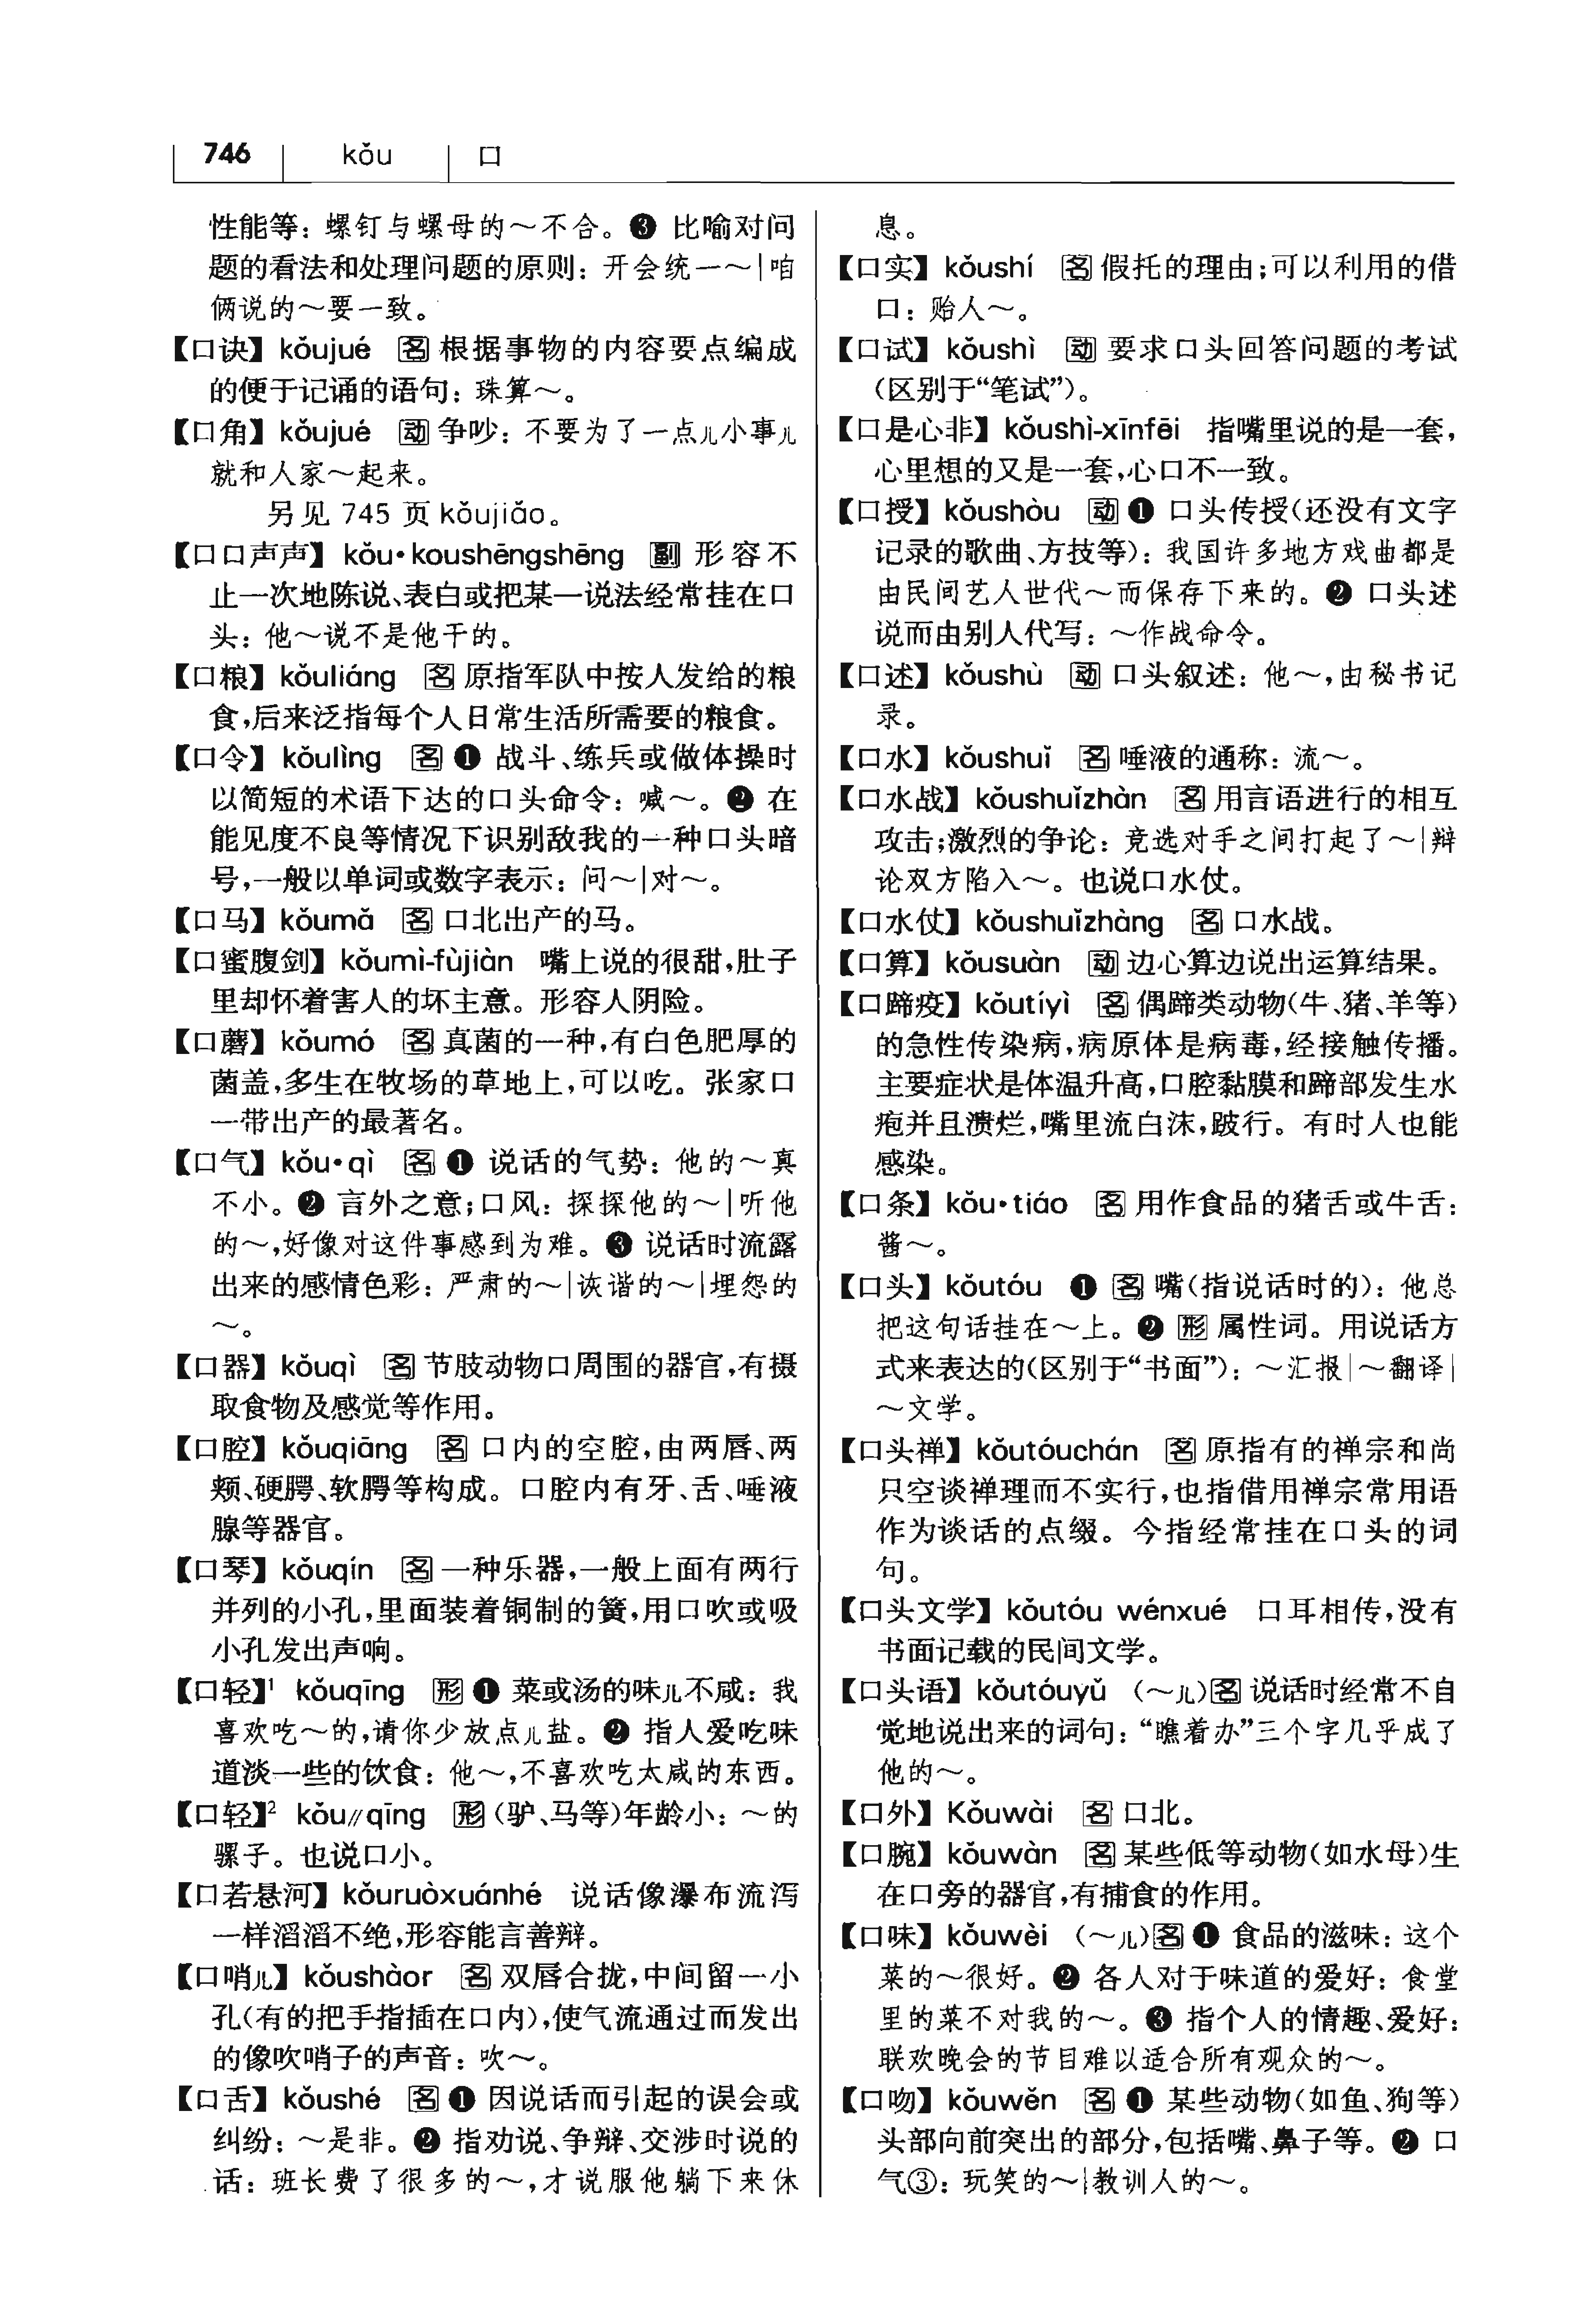 746 kǒu 口
性能等：螺钉与螺母的～不合。❸ 比喻对问
题的看法和处理问题的原则：开会统一～|咱
俩说的～要一致。
【口诀】 kǒujué 名 根据事物的内容要点编成
的便于记诵的语句：珠算～。
【口角】 kǒujué 动 争吵：不要为了一点儿小事儿
就和人家～起来。
另见 745 页 kǒujiǎo。
【口口声声】 kǒu•koushēngshēng 副 形容不
止一次地陈说、表白或把某一说法经常挂在口
头：他～说不是他干的。
【口粮】 kǒuliáng 名 原指军队中按人发给的粮
食，后来泛指每个人日常生活所需要的粮食。
【口令】 kǒulìng 名 ❶ 战斗、练兵或做体操时
以简短的术语下达的口头命令：喊～。❷ 在
能见度不良等情况下识别敌我的一种口头暗
号，一般以单词或数字表示：问～|对～。
【口马】 kǒumǎ 名 口北出产的马。
【口蜜腹剑】 kǒumì-fùjiàn 嘴上说的很甜，肚子
里却怀着害人的坏主意。形容人阴险。
【口蘑】 kǒumó 名 真菌的一种，有白色肥厚的
菌盖，多生在牧场的草地上，可以吃。张家口
一带出产的最著名。
【口气】 kǒu•qì 名 ❶ 说话的气势：他的～真
不小。❷ 言外之意；口风：探探他的～|听他
的～，好像对这件事感到为难。❸ 说话时流露
出来的感情色彩：严肃的～|诙谐的～|埋怨的
～。
【口器】 kǒuqì 名 节肢动物口周围的器官，有摄
取食物及感觉等作用。
【口腔】 kǒuqiāng 名 口内的空腔，由两唇、两
颊、硬腭、软腭等构成。口腔内有牙、舌、唾液
腺等器官。
【口琴】 kǒuqín 名 一种乐器，一般上面有两行
并列的小孔，里面装着铜制的簧，用口吹或吸
小孔发出声响。
【口轻】¹ kǒuqīng 形 ❶ 菜或汤的味儿不咸：我
喜欢吃～的，请你少放点儿盐。❷ 指人爱吃味
道淡一些的饮食：他～，不喜欢吃太咸的东西。
【口轻】² kǒu∥qīng 形（驴、马等）年龄小：～的
骡子。也说口小。
【口若悬河】 kǒuruòxuánhé 说话像瀑布流泻
一样滔滔不绝，形容能言善辩。
【口哨儿】 kǒushàor 名 双唇合拢，中间留一小
孔（有的把手指插在口内），使气流通过而发出
的像吹哨子的声音：吹～。
【口舌】 kǒushé 名 ❶ 因说话而引起的误会或
纠纷：～是非。❷ 指劝说、争辩、交涉时说的
话：班长费了很多的～，才说服他躺下来休
息。
【口实】 kǒushí 名 假托的理由；可以利用的借
口：贻人～。
【口试】 kǒushì 动 要求口头回答问题的考试
（区别于“笔试”）。
【口是心非】 kǒushì-xīnfēi 指嘴里说的是一套，
心里想的又是一套，心口不一致。
【口授】 kǒushòu 动 ❶ 口头传授（还没有文字
记录的歌曲、方技等）：我国许多地方戏曲都是
由民间艺人世代～而保存下来的。❷ 口头述
说而由别人代写：～作战命令。
【口述】 kǒushù 动 口头叙述：他～，由秘书记
录。
【口水】 kǒushuǐ 名 唾液的通称：流～。
【口水战】 kǒushuǐzhàn 名 用言语进行的相互
攻击；激烈的争论：竞选对手之间打起了～|辩
论双方陷入～。也说口水仗。
【口水仗】 kǒushuǐzhàng 名 口水战。
【口算】 kǒusuàn 动 边心算边说出运算结果。
【口蹄疫】 kǒutíyì 名 偶蹄类动物（牛、猪、羊等）
的急性传染病，病原体是病毒，经接触传播。
主要症状是体温升高，口腔黏膜和蹄部发生水
疱并且溃烂，嘴里流白沫，跛行。有时人也能
感染。
【口条】 kǒu•tiáo 名 用作食品的猪舌或牛舌：
酱～。
【口头】 kǒutóu ❶ 名 嘴（指说话时的）：他总
把这句话挂在～上。❷ 形 属性词。用说话方
式来表达的（区别于“书面”）：～汇报|～翻译|
～文学。
【口头禅】 kǒutóuchán 名 原指有的禅宗和尚
只空谈禅理而不实行，也指借用禅宗常用语
作为谈话的点缀。今指经常挂在口头的词
句。
【口头文学】 kǒutóu wénxué 口耳相传，没有
书面记载的民间文学。
【口头语】 kǒutóuyǔ （～儿）名 说话时经常不自
觉地说出来的词句：“瞧着办”三个字几乎成了
他的～。
【口外】 Kǒuwài 名 口北。
【口腕】 kǒuwàn 名 某些低等动物（如水母）生
在口旁的器官，有捕食的作用。
【口味】 kǒuwèi （～儿）名 ❶ 食品的滋味：这个
菜的～很好。❷ 各人对于味道的爱好：食堂
里的菜不对我的～。❸ 指个人的情趣、爱好：
联欢晚会的节目难以适合所有观众的～。
【口吻】 kǒuwěn 名 ❶ 某些动物（如鱼、狗等）
头部向前突出的部分，包括嘴、鼻子等。❷ 口
气③：玩笑的～|教训人的～。